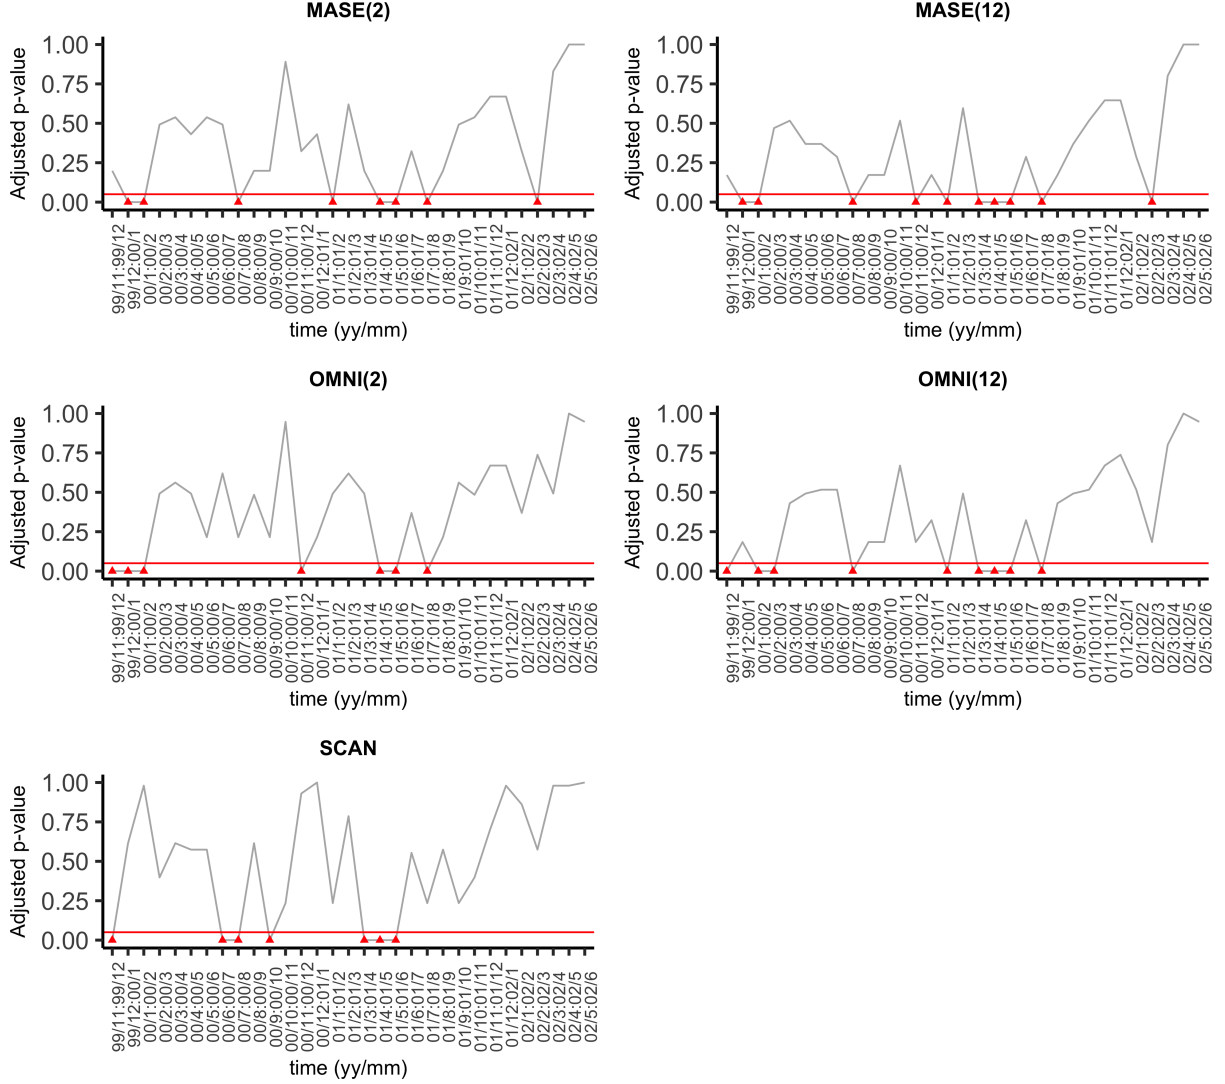 MASE(2)
Adjusted p-value
1.00
0.75
0.50
0.25
0.00
99/11:99/12 99/12:00/1 00/1:00/2 00/2:00/3 00/3:00/4 00/4:00/5 00/5:00/6 00/6:00/7 00/7:00/8 00/8:00/9 00/9:00/10 00/10:00/11 00/11:00/12 00/12:01/1 01/1:01/2 01/2:01/3 01/3:01/4 01/4:01/5 01/5:01/6 01/6:01/7 01/7:01/8 01/8:01/9 01/9:01/10 01/10:01/11 01/11:01/12 01/12:02/1 02/1:02/2 02/2:02/3 02/3:02/4 02/4:02/5 02/5:02/6
time (yy/mm)
MASE(12)
Adjusted p-value
1.00
0.75
0.50
0.25
0.00
99/11:99/12 99/12:00/1 00/1:00/2 00/2:00/3 00/3:00/4 00/4:00/5 00/5:00/6 00/6:00/7 00/7:00/8 00/8:00/9 00/9:00/10 00/10:00/11 00/11:00/12 00/12:01/1 01/1:01/2 01/2:01/3 01/3:01/4 01/4:01/5 01/5:01/6 01/6:01/7 01/7:01/8 01/8:01/9 01/9:01/10 01/10:01/11 01/11:01/12 01/12:02/1 02/1:02/2 02/2:02/3 02/3:02/4 02/4:02/5 02/5:02/6
time (yy/mm)
OMNI(2)
Adjusted p-value
1.00
0.75
0.50
0.25
0.00
99/11:99/12 99/12:00/1 00/1:00/2 00/2:00/3 00/3:00/4 00/4:00/5 00/5:00/6 00/6:00/7 00/7:00/8 00/8:00/9 00/9:00/10 00/10:00/11 00/11:00/12 00/12:01/1 01/1:01/2 01/2:01/3 01/3:01/4 01/4:01/5 01/5:01/6 01/6:01/7 01/7:01/8 01/8:01/9 01/9:01/10 01/10:01/11 01/11:01/12 01/12:02/1 02/1:02/2 02/2:02/3 02/3:02/4 02/4:02/5 02/5:02/6
time (yy/mm)
OMNI(12)
Adjusted p-value
1.00
0.75
0.50
0.25
0.00
99/11:99/12 99/12:00/1 00/1:00/2 00/2:00/3 00/3:00/4 00/4:00/5 00/5:00/6 00/6:00/7 00/7:00/8 00/8:00/9 00/9:00/10 00/10:00/11 00/11:00/12 00/12:01/1 01/1:01/2 01/2:01/3 01/3:01/4 01/4:01/5 01/5:01/6 01/6:01/7 01/7:01/8 01/8:01/9 01/9:01/10 01/10:01/11 01/11:01/12 01/12:02/1 02/1:02/2 02/2:02/3 02/3:02/4 02/4:02/5 02/5:02/6
time (yy/mm)
SCAN
Adjusted p-value
1.00
0.75
0.50
0.25
0.00
99/11:99/12 99/12:00/1 00/1:00/2 00/2:00/3 00/3:00/4 00/4:00/5 00/5:00/6 00/6:00/7 00/7:00/8 00/8:00/9 00/9:00/10 00/10:00/11 00/11:00/12 00/12:01/1 01/1:01/2 01/2:01/3 01/3:01/4 01/4:01/5 01/5:01/6 01/6:01/7 01/7:01/8 01/8:01/9 01/9:01/10 01/10:01/11 01/11:01/12 01/12:02/1 02/1:02/2 02/2:02/3 02/3:02/4 02/4:02/5 02/5:02/6
time (yy/mm)